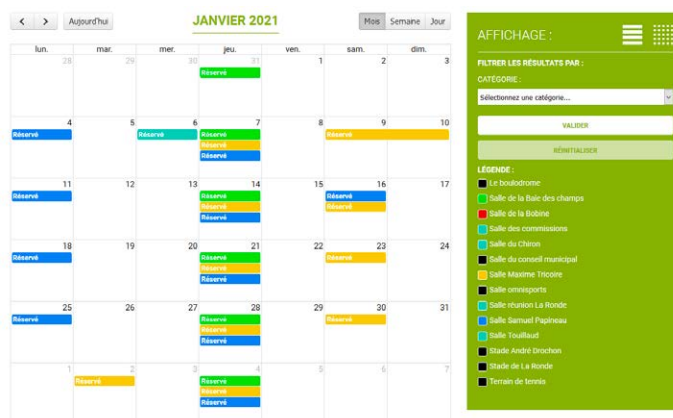 Aujourd'hui
JANVIER 2021
Mois Semaine Jour
lun. mar. mer. jeu. ven. sam. dim.
28 29 30 31 1 2 3
Réservé
4 5 6 7 8 9 10
Réservé Réservé Réservé Réservé
Réservé
Réservé
11 12 13 14 15 16 17
Réservé Réservé Réservé
Réservé Réservé
Réservé
18 19 20 21 22 23 24
Réservé Réservé Réservé
Réservé
Réservé
25 26 27 28 29 30 31
Réservé Réservé Réservé
Réservé
Réservé
1 2 3 4 5 6 7
Réservé Réservé
Réservé
Réservé
AFFICHAGE :
FILTRER LES RÉSULTATS PAR :
CATÉGORIE :
Sélectionnez une catégorie...
VALIDER
RÉINITIALISER
LÉGENDE :
Le boulodrome
Salle de la Baie des champs
Salle de la Bobine
Salle des commissions
Salle du Chiron
Salle du conseil municipal
Salle Maxime Tricoire
Salle omnisports
Salle réunion La Ronde
Salle Samuel Papineau
Salle Touillaud
Stade André Drochon
Stade de La Ronde
Terrain de tennis